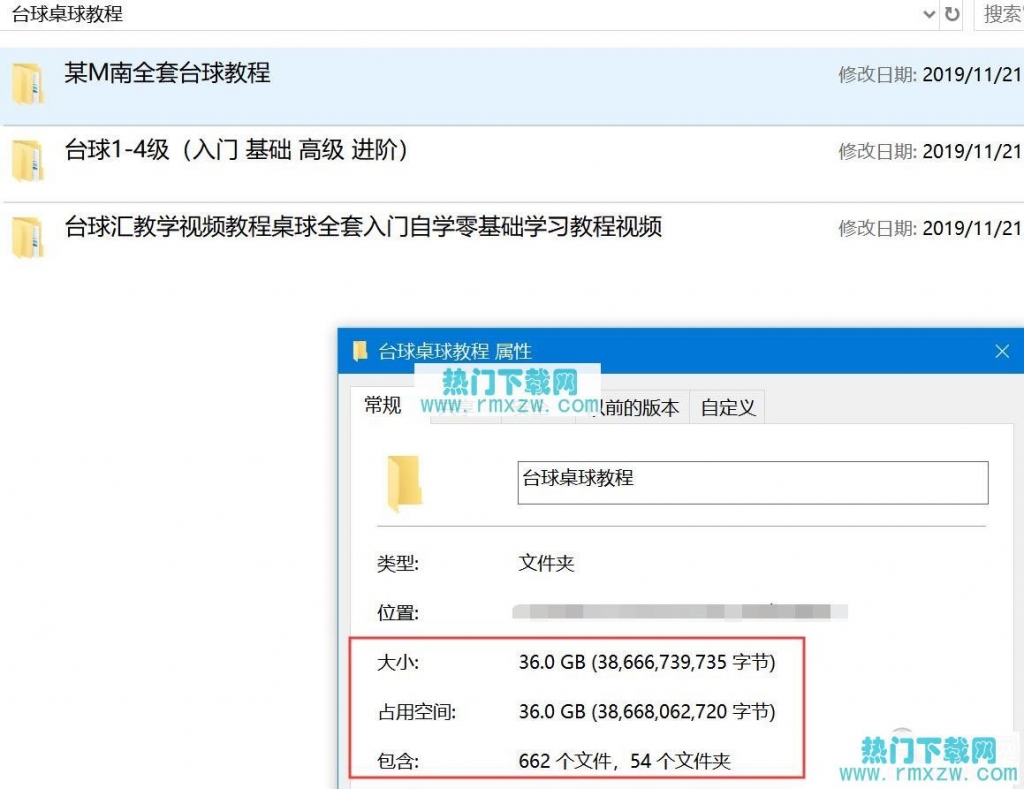 台球桌球教程
搜索
某M南全套台球教程
修改日期: 2019/11/21
台球1-4级（入门 基础 高级 进阶）
修改日期: 2019/11/21
台球汇教学视频教程桌球全套入门自学零基础学习教程视频
修改日期: 2019/11/21
台球桌球教程 属性
热门下载网
www.rmxzw.com
常规
以前的版本
自定义
台球桌球教程
类型:
文件夹
位置:
大小:
36.0 GB (38,666,739,735 字节)
占用空间:
36.0 GB (38,668,062,720 字节)
包含:
662 个文件，54 个文件夹
热门下载网
www.rmxzw.com